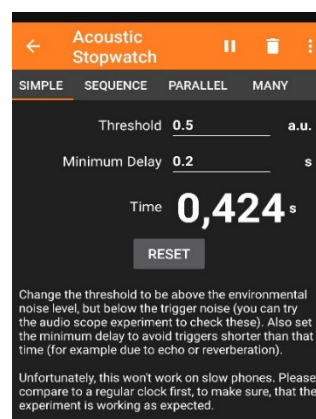 Acoustic
Stopwatch
SIMPLE SEQUENCE PARALLEL MANY
Threshold 0.5 a.u.
Minimum Delay 0.2 s
Time 0,424 s
RESET
Change the threshold to be above the environmental
noise level, but below the trigger noise (you can try
the audio scope experiment to check these). Also set
the minimum delay to avoid triggers shorter than that
time (for example due to echo or reverberation).
Unfortunately, this won't work on slow phones. Please
compare to a regular clock first, to make sure, that the
experiment is working as expected.